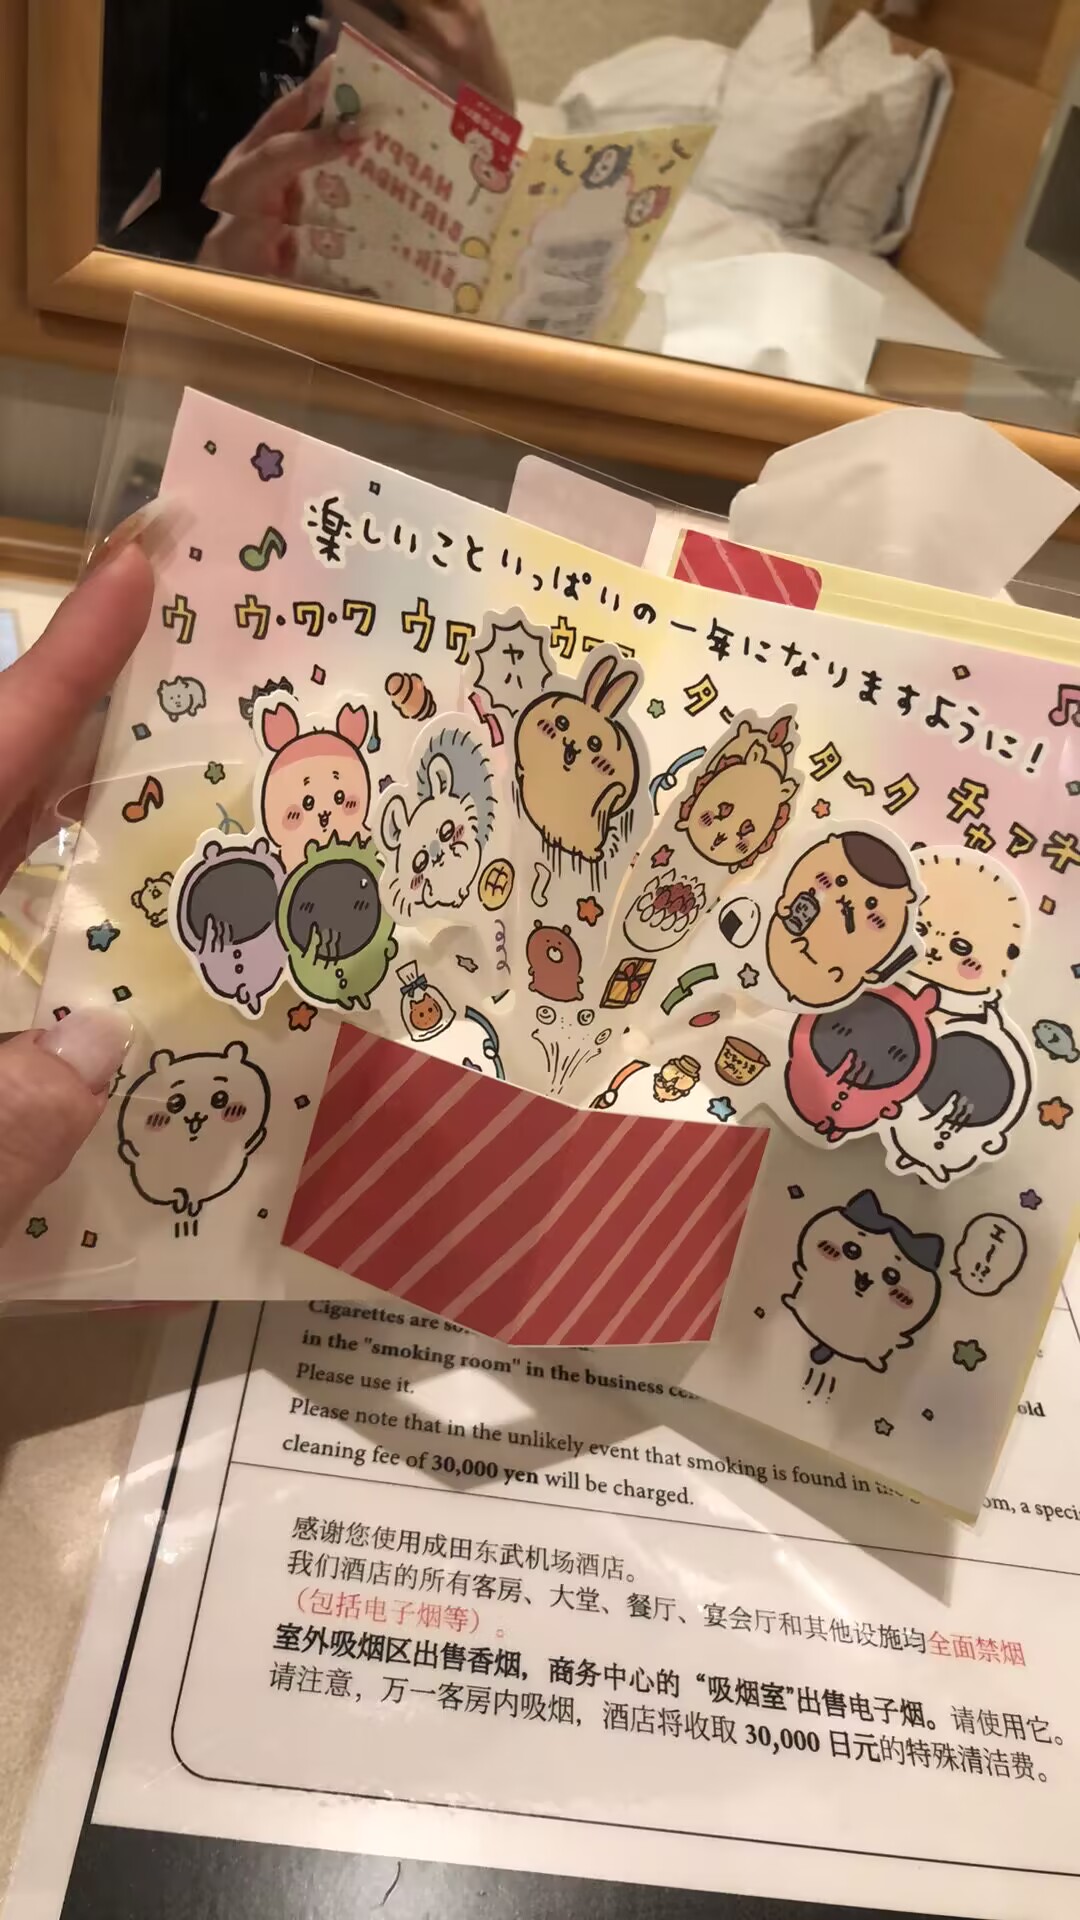 HAPPY
BIRTHDAY
楽しいこといっぱいの一年になりますように!
ウ ウ・ワ・ワ ウワ
ヤハ
ターク チャアキ
エ〜!?
in the "smoking room" in the business
Please use it.
Please note that in the unlikely event that smoking is found in
cleaning fee of 30,000 yen will be charged.
感谢您使用成田东武机场酒店。
我们酒店的所有客房、大堂、餐厅、宴会厅和其他设施均全面禁烟
（包括电子烟等）。
室外吸烟区出售香烟，商务中心的“吸烟室”出售电子烟。请使用它。
请注意，万一客房内吸烟，酒店将收取 30,000 日元的特殊清洁费。